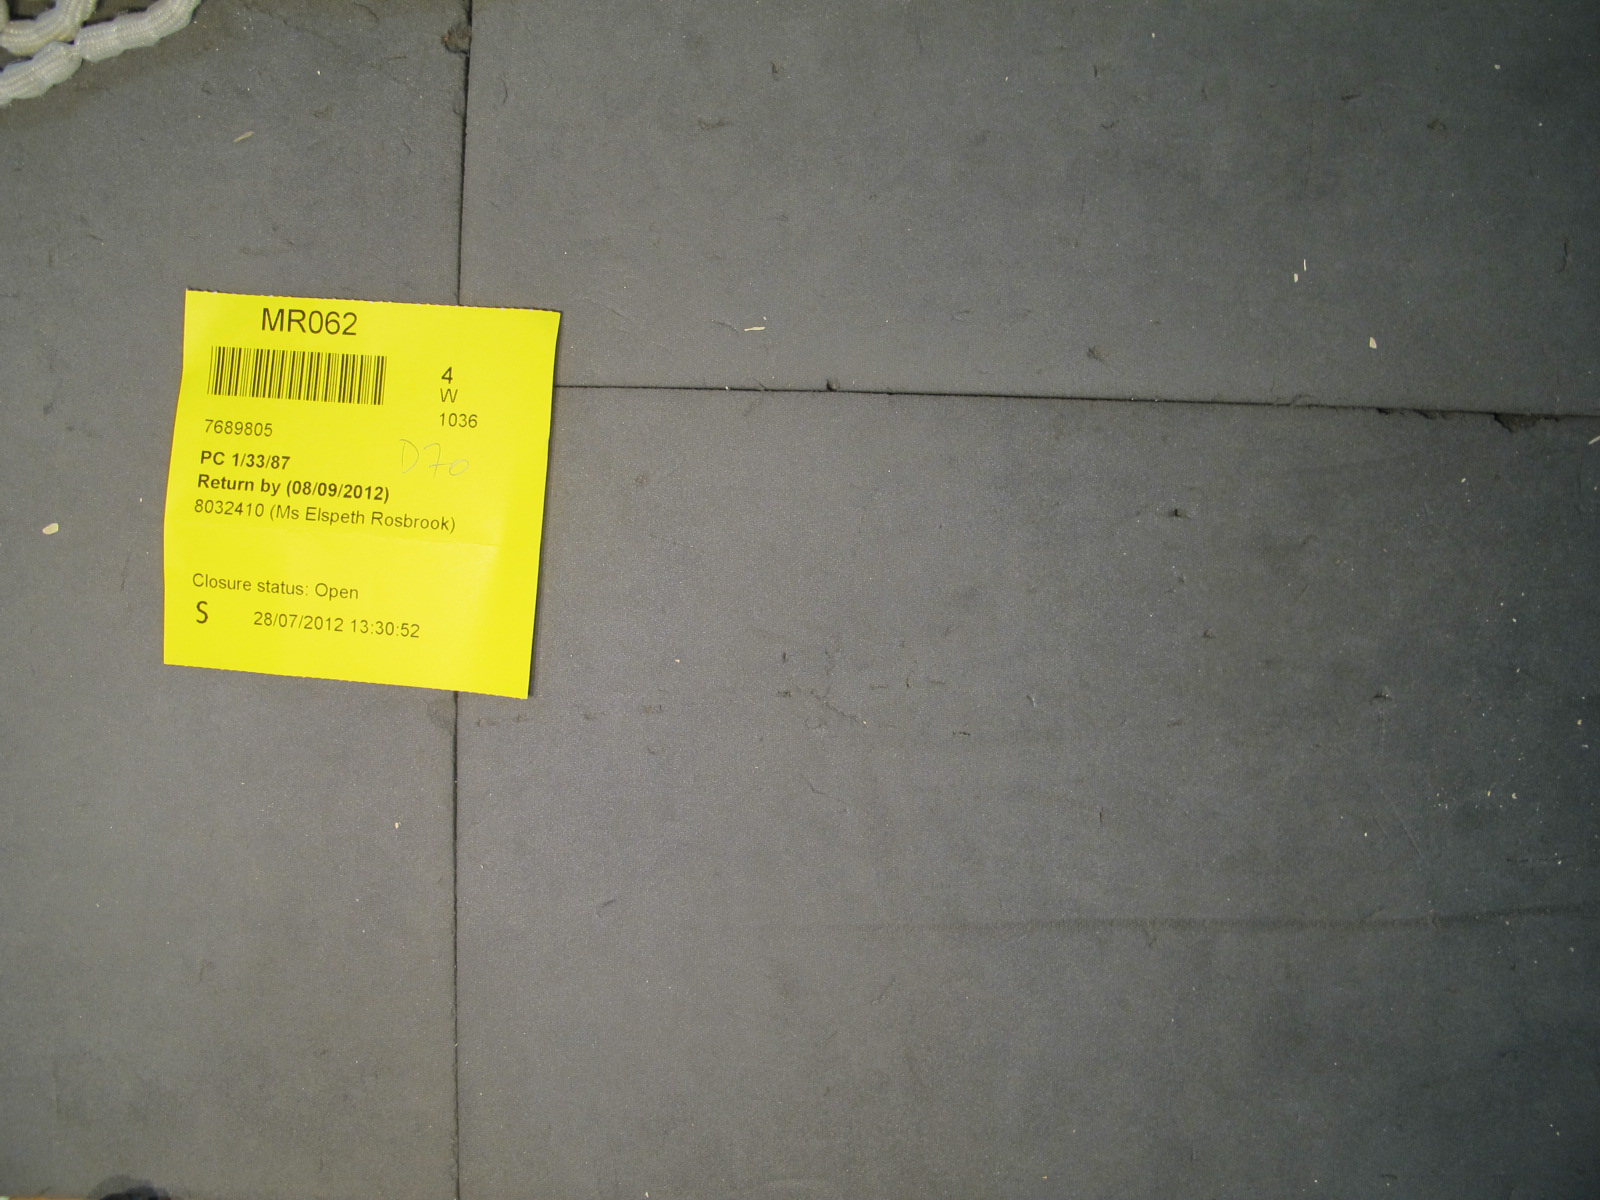 MR062
4
W
1036
7689805
D70
PC 1/33/87
Return by (08/09/2012)
8032410 (Ms Elspeth Rosbrook)
Closure status: Open
S 28/07/2012 13:30:52